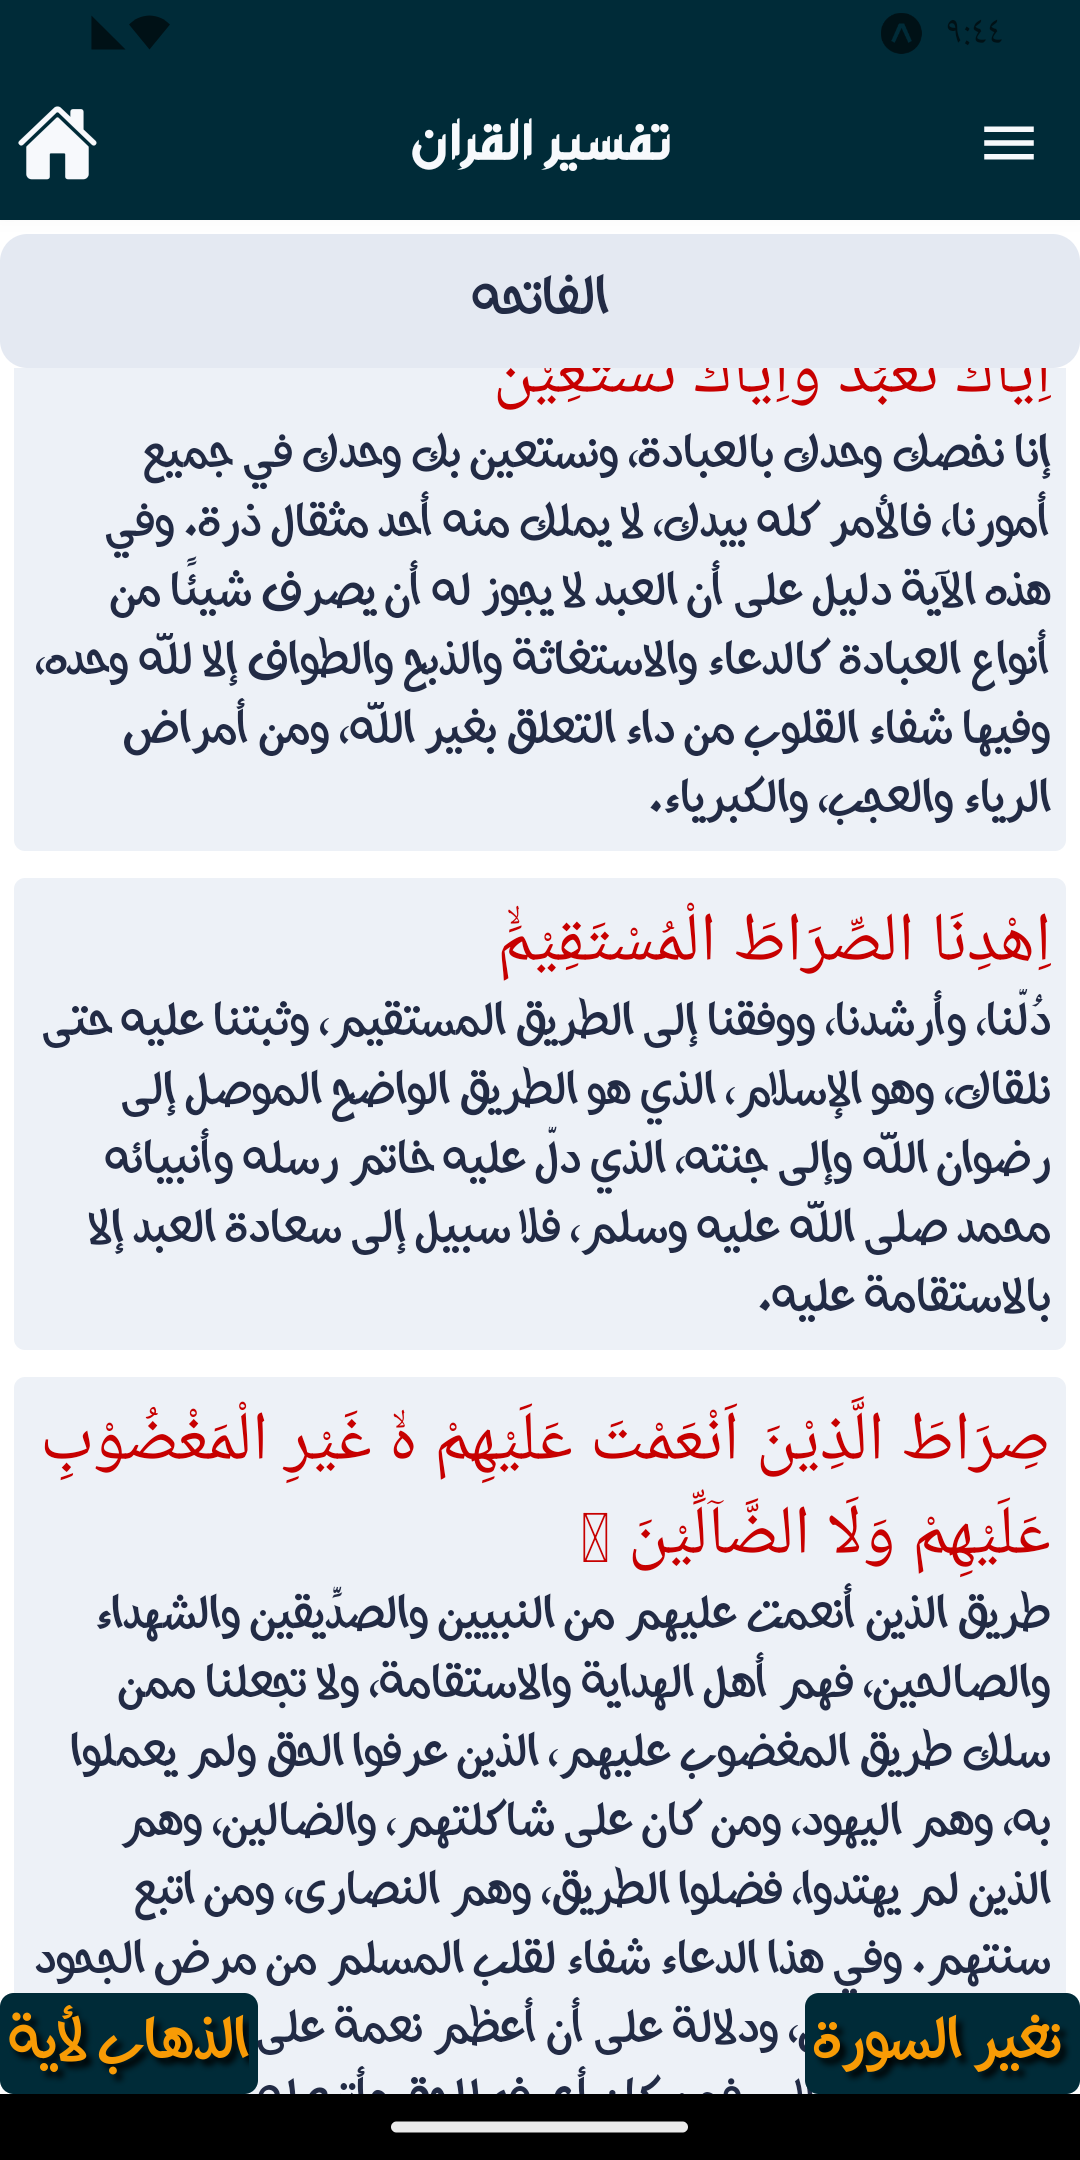 ٩:٤٤
تفسير القران
الفاتحه
اِيَّاكَ نَعْبُدُ وَاِيَّاكَ نَسْتَعِيْنُ
إنا نخصك وحدك بالعبادة، ونستعين بك وحدك في جميع
أمورنا، فالأمر كله بيدك، لا يملك منه أحد مثقال ذرة. وفي
هذه الآية دليل على أن العبد لا يجوز له أن يصرف شيئًا من
أنواع العبادة كالدعاء والاستغاثة والذبح والطواف إلا لله وحده،
وفيها شفاء القلوب من داء التعلق بغير الله، ومن أمراض
الرياء والعجب، والكبرياء.
اِهْدِنَا الصِّرَاطَ الْمُسْتَقِيْمَۙ
دُلَّنا، وأرشدنا، ووفقنا إلى الطريق المستقيم، وثبتنا عليه حتى
نلقاك، وهو الإسلام، الذي هو الطريق الواضح الموصل إلى
رضوان الله وإلى جنته، الذي دلّ عليه خاتم رسله وأنبيائه
محمد صلى الله عليه وسلم، فلا سبيل إلى سعادة العبد إلا
بالاستقامة عليه.
صِرَاطَ الَّذِيْنَ اَنْعَمْتَ عَلَيْهِمْ ەۙ غَيْرِ الْمَغْضُوْبِ
عَلَيْهِمْ وَلَا الضَّاۤلِّيْنَ
طريق الذين أنعمت عليهم من النبيين والصدِّيقين والشهداء
والصالحين، فهم أهل الهداية والاستقامة، ولا تجعلنا ممن
سلك طريق المغضوب عليهم، الذين عرفوا الحق ولم يعملوا
به، وهم اليهود، ومن كان على شاكلتهم، والضالين، وهم
الذين لم يهتدوا، فضلوا الطريق، وهم النصارى، ومن اتبع
سنتهم. وفي هذا الدعاء شفاء لقلب المسلم من مرض الجحود
، ودلالة على أن أعظم نعمة على
تغير السورة
الذهاب لأية